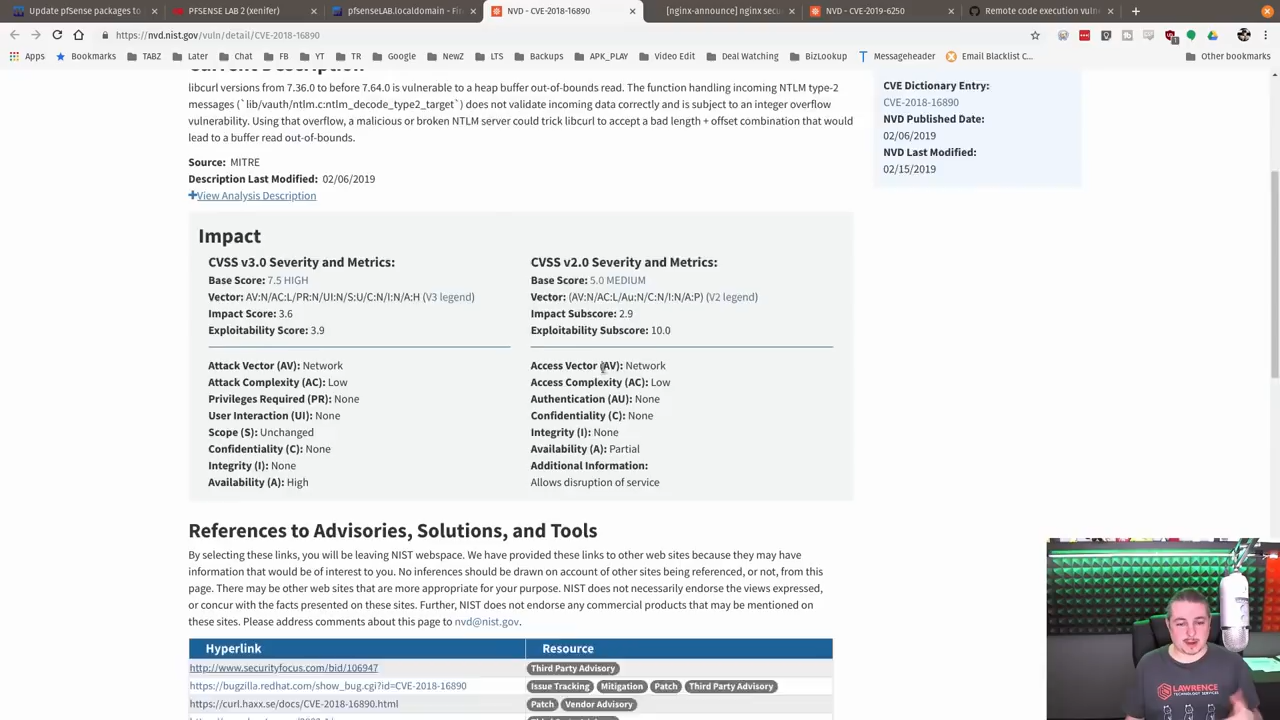 Update pfsense packages to
PFSENSE LAB 2 (xenifer)
pfsenseLAB.localdomain - Fire
NVD - CVE-2018-16890
[nginx-announce] nginx secu
NVD - CVE-2019-6250
Remote code execution vulne
https://nvd.nist.gov/vuln/detail/CVE-2018-16890
Apps
Bookmarks
TABZ
Later
Chat
FB
YT
TR
Google
NewZ
LTS
Backups
APK_PLAY
Video Edit
Deal Watching
BizLookup
Messageheader
Email Blacklist C...
Other bookmarks
Current Description
libcurl versions from 7.36.0 to before 7.64.0 is vulnerable to a heap buffer out-of-bounds read. The function handling incoming NTLM type-2
messages (`lib/vauth/ntlm.c:ntlm_decode_type2_target`) does not validate incoming data correctly and is subject to an integer overflow
vulnerability. Using that overflow, a malicious or broken NTLM server could trick libcurl to accept a bad length + offset combination that would
lead to a buffer read out-of-bounds.
Source: MITRE
Description Last Modified: 02/06/2019
View Analysis Description
CVE Dictionary Entry:
CVE-2018-16890
NVD Published Date:
02/06/2019
NVD Last Modified:
02/15/2019
Impact
CVSS v3.0 Severity and Metrics:
Base Score: 7.5 HIGH
Vector: AV:N/AC:L/PR:N/UI:N/S:U/C:N/I:N/A:H (V3 legend)
Impact Score: 3.6
Exploitability Score: 3.9
Attack Vector (AV): Network
Attack Complexity (AC): Low
Privileges Required (PR): None
User Interaction (UI): None
Scope (S): Unchanged
Confidentiality (C): None
Integrity (I): None
Availability (A): High
CVSS v2.0 Severity and Metrics:
Base Score: 5.0 MEDIUM
Vector: (AV:N/AC:L/Au:N/C:N/I:N/A:P) (V2 legend)
Impact Subscore: 2.9
Exploitability Subscore: 10.0
Access Vector (AV): Network
Access Complexity (AC): Low
Authentication (AU): None
Confidentiality (C): None
Integrity (I): None
Availability (A): Partial
Additional Information:
Allows disruption of service
References to Advisories, Solutions, and Tools
By selecting these links, you will be leaving NIST webspace. We have provided these links to other web sites because they may have
information that would be of interest to you. No inferences should be drawn on account of other sites being referenced, or not, from this
page. There may be other web sites that are more appropriate for your purpose. NIST does not necessarily endorse the views expressed,
or concur with the facts presented on these sites. Further, NIST does not endorse any commercial products that may be mentioned on
these sites. Please address comments about this page to nvd@nist.gov.
Hyperlink Resource
http://www.securityfocus.com/bid/106947 Third Party Advisory
https://bugzilla.redhat.com/show_bug.cgi?id=CVE-2018-16890 Issue Tracking Mitigation Patch Third Party Advisory
https://curl.haxx.se/docs/CVE-2018-16890.html Patch Vendor Advisory
LAWRENCE
TECHNOLOGY SERVICES